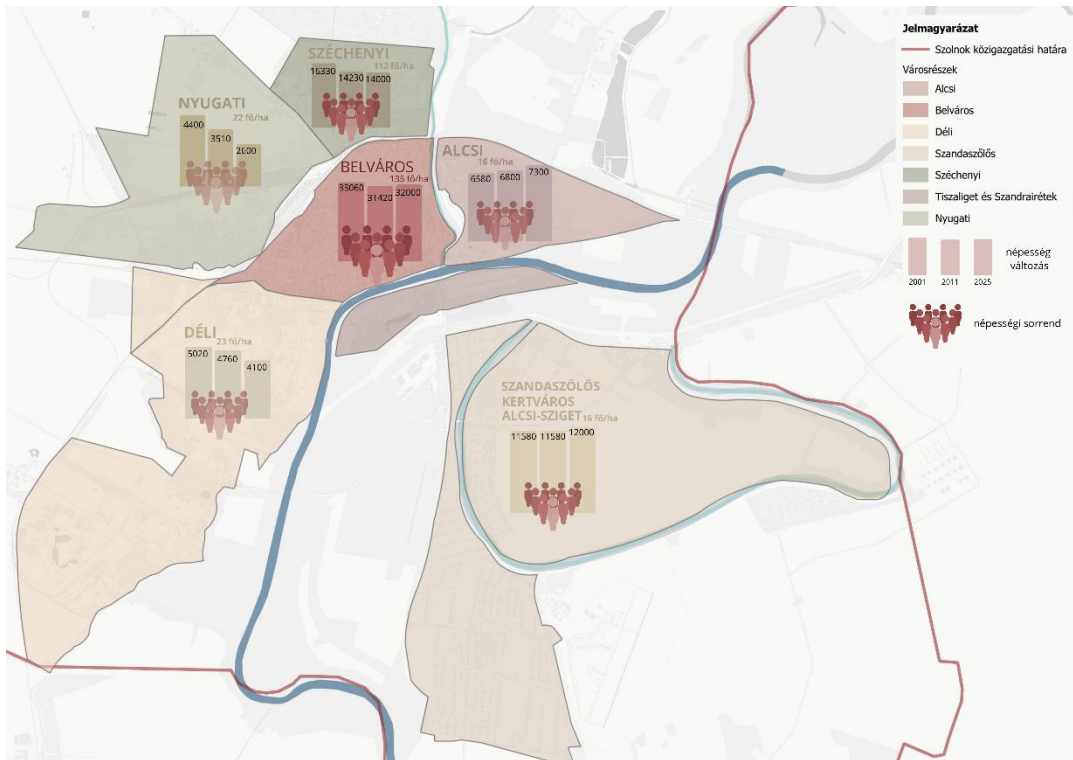 SZÉCHENYI
112 fő/ha
16330
14230
14000
NYUGATI
22 fő/ha
4400
3510
2600
BELVÁROS
135 fő/ha
33060
31420
32000
ALCSI
16 fő/ha
6580
6800
7300
DÉLI
23 fő/ha
5020
4760
4100
SZANDASZŐLŐS
KERTVÁROS
ALCSI-SZIGET 16 fő/ha
11580
11580
12000
Jelmagyarázat
Szolnok közigazgatási határa
Városrészek
Alcsi
Belváros
Déli
Szandaszőlős
Széchenyi
Tiszaliget és Szandrairétek
Nyugati
népesség
változás
2001
2011
2025
népességi sorrend